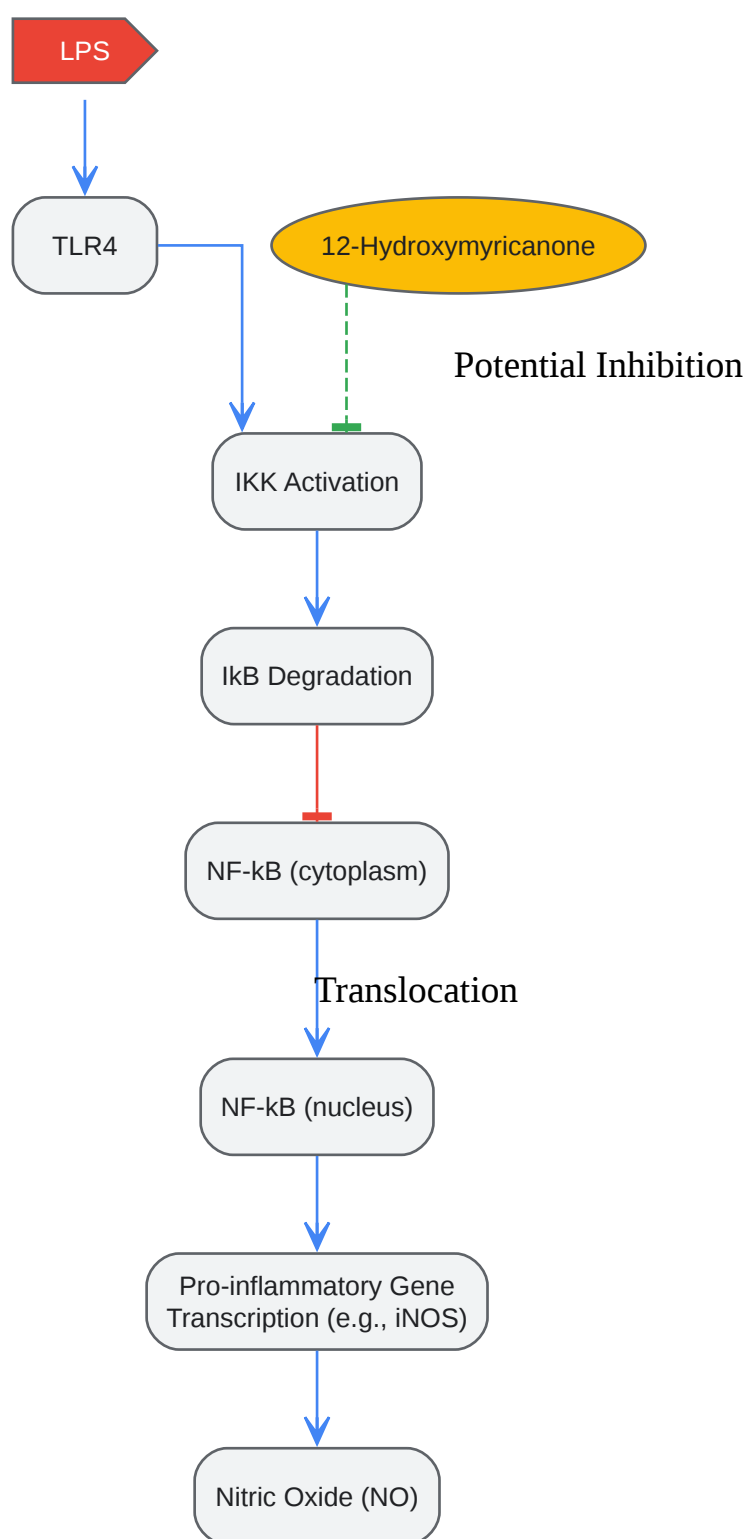 LPS
TLR4
12-Hydroxymyricanone
Potential Inhibition
IKK Activation
IkB Degradation
NF-kB (cytoplasm)
Translocation
NF-kB (nucleus)
Pro-inflammatory Gene
Transcription (e.g., iNOS)
Nitric Oxide (NO)